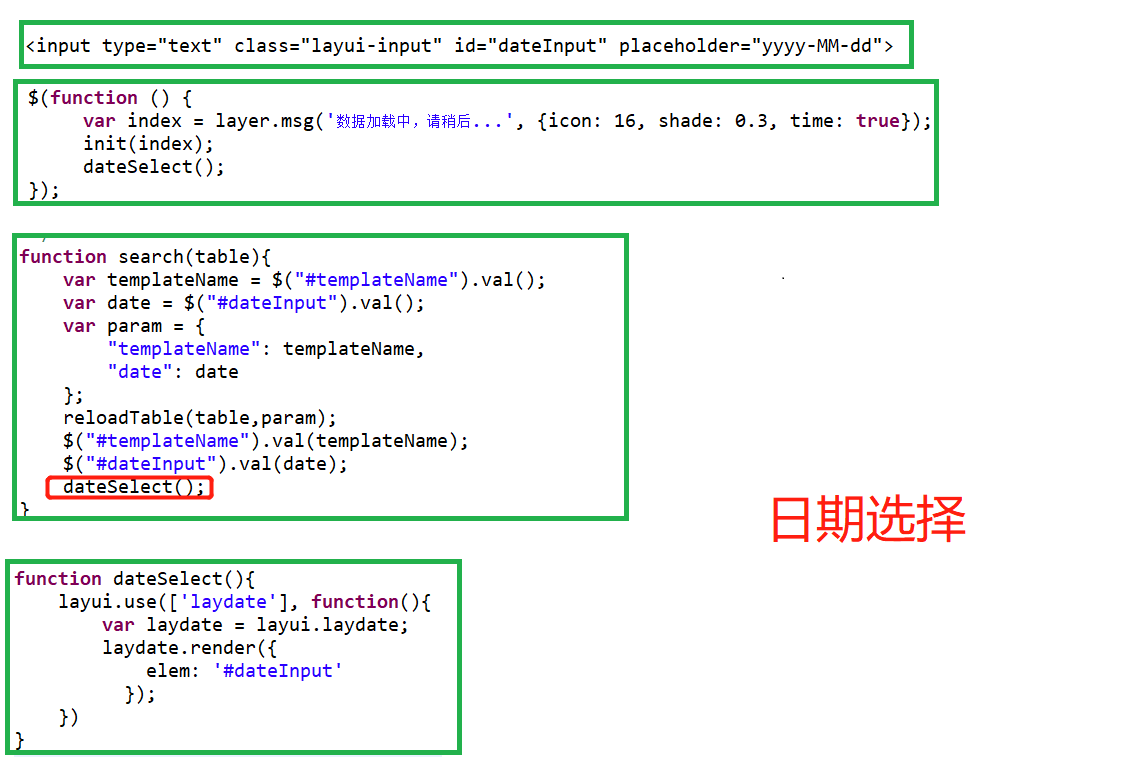 <input type="text" class="layui-input" id="dateInput" placeholder="yyyy-MM-dd">
$(function () {
var index = layer.msg('数据加载中，请稍后...', {icon: 16, shade: 0.3, time: true});
init(index);
dateSelect();
});
function search(table){
var templateName = $("#templateName").val();
var date = $("#dateInput").val();
var param = {
"templateName": templateName,
"date": date
};
reloadTable(table,param);
$("#templateName").val(templateName);
$("#dateInput").val(date);
dateSelect();
}
日期选择
function dateSelect(){
layui.use(['laydate'], function(){
var laydate = layui.laydate;
laydate.render({
elem: '#dateInput'
});
})
}